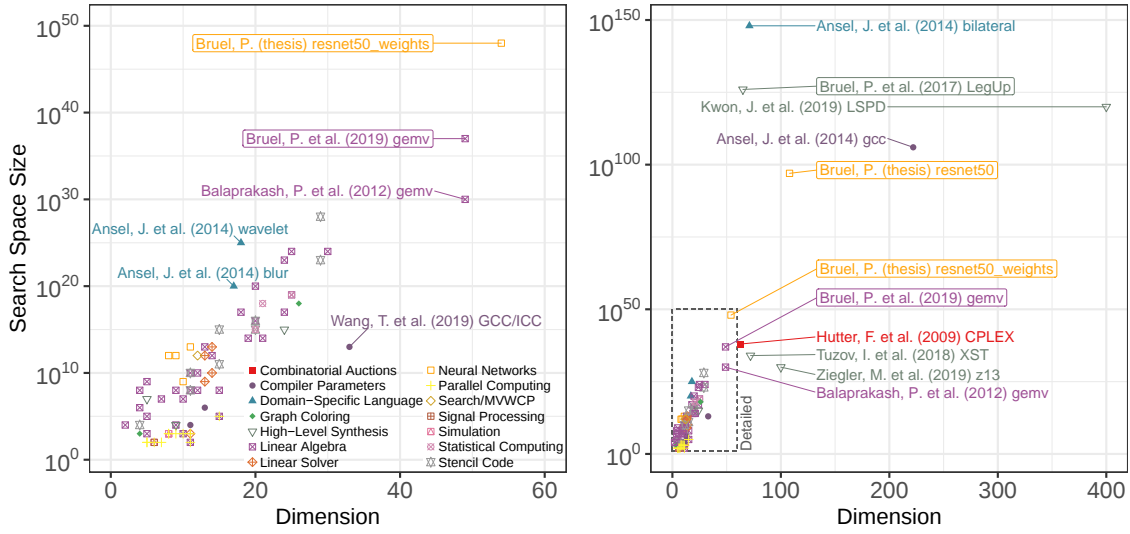 10^50
10^40
10^30
10^20
10^10
10^0
Search Space Size
0
20
40
60
Dimension
Bruel, P. (thesis) resnet50_weights
Bruel, P. et al. (2019) gemv
Balaprakash, P. et al. (2012) gemv
Ansel, J. et al. (2014) wavelet
Ansel, J. et al. (2014) blur
Wang, T. et al. (2019) GCC/ICC
Combinatorial Auctions
Compiler Parameters
Domain-Specific Language
Graph Coloring
High-Level Synthesis
Linear Algebra
Linear Solver
Neural Networks
Parallel Computing
Search/MVWCP
Signal Processing
Simulation
Statistical Computing
Stencil Code
10^150
10^100
10^50
10^0
0
100
200
300
400
Dimension
Ansel, J. et al. (2014) bilateral
Bruel, P. et al. (2017) LegUp
Kwon, J. et al. (2019) LSPD
Ansel, J. et al. (2014) gcc
Bruel, P. (thesis) resnet50
Bruel, P. (thesis) resnet50_weights
Bruel, P. et al. (2019) gemv
Hutter, F. et al. (2009) CPLEX
Tuzov, I. et al. (2018) XST
Ziegler, M. et al. (2019) z13
Balaprakash, P. et al. (2012) gemv
Detailed